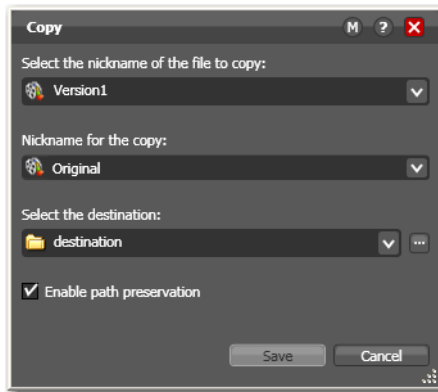 Copy M ?
Select the nickname of the file to copy:
Version1
Nickname for the copy:
Original
Select the destination:
destination ...
Enable path preservation
Save Cancel